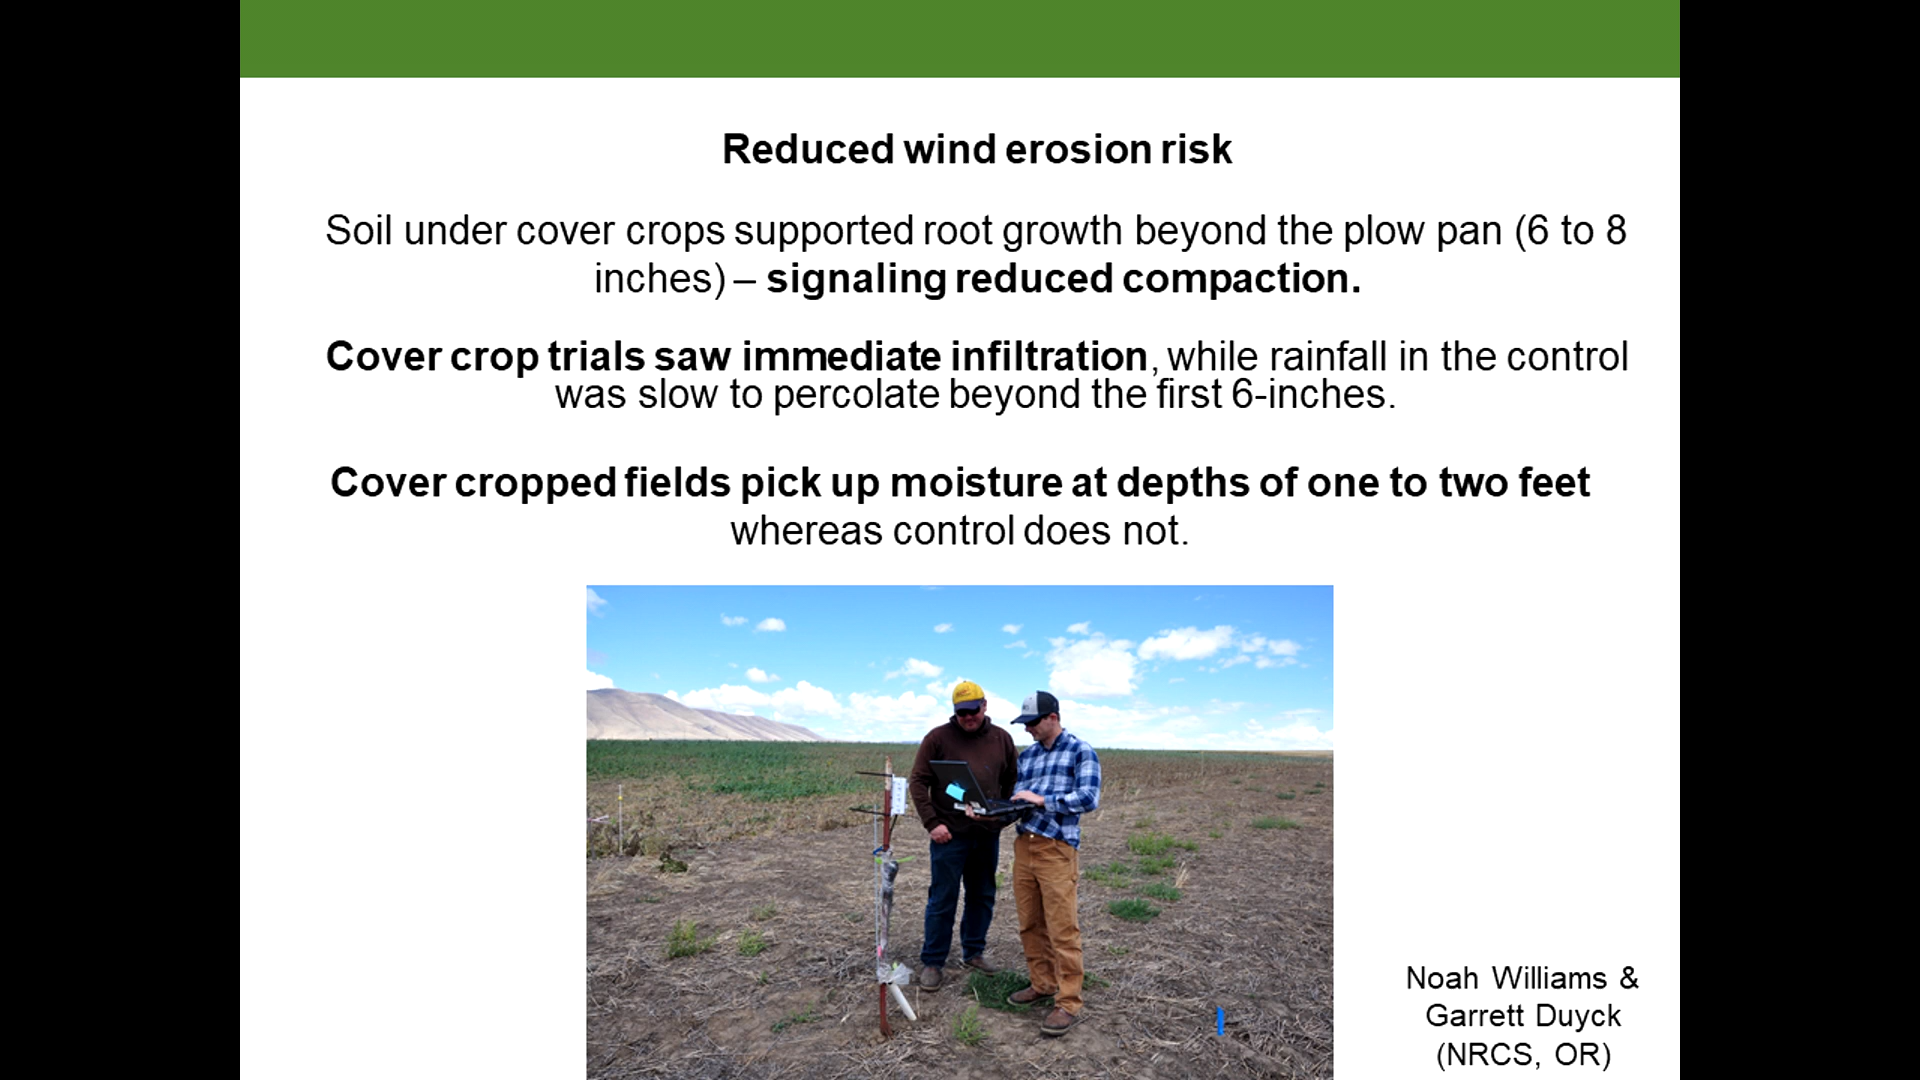 Reduced wind erosion risk
Soil under cover crops supported root growth beyond the plow pan (6 to 8
inches) – signaling reduced compaction.
Cover crop trials saw immediate infiltration, while rainfall in the control
was slow to percolate beyond the first 6-inches.
Cover cropped fields pick up moisture at depths of one to two feet
whereas control does not.
Noah Williams &
Garrett Duyck
(NRCS, OR)